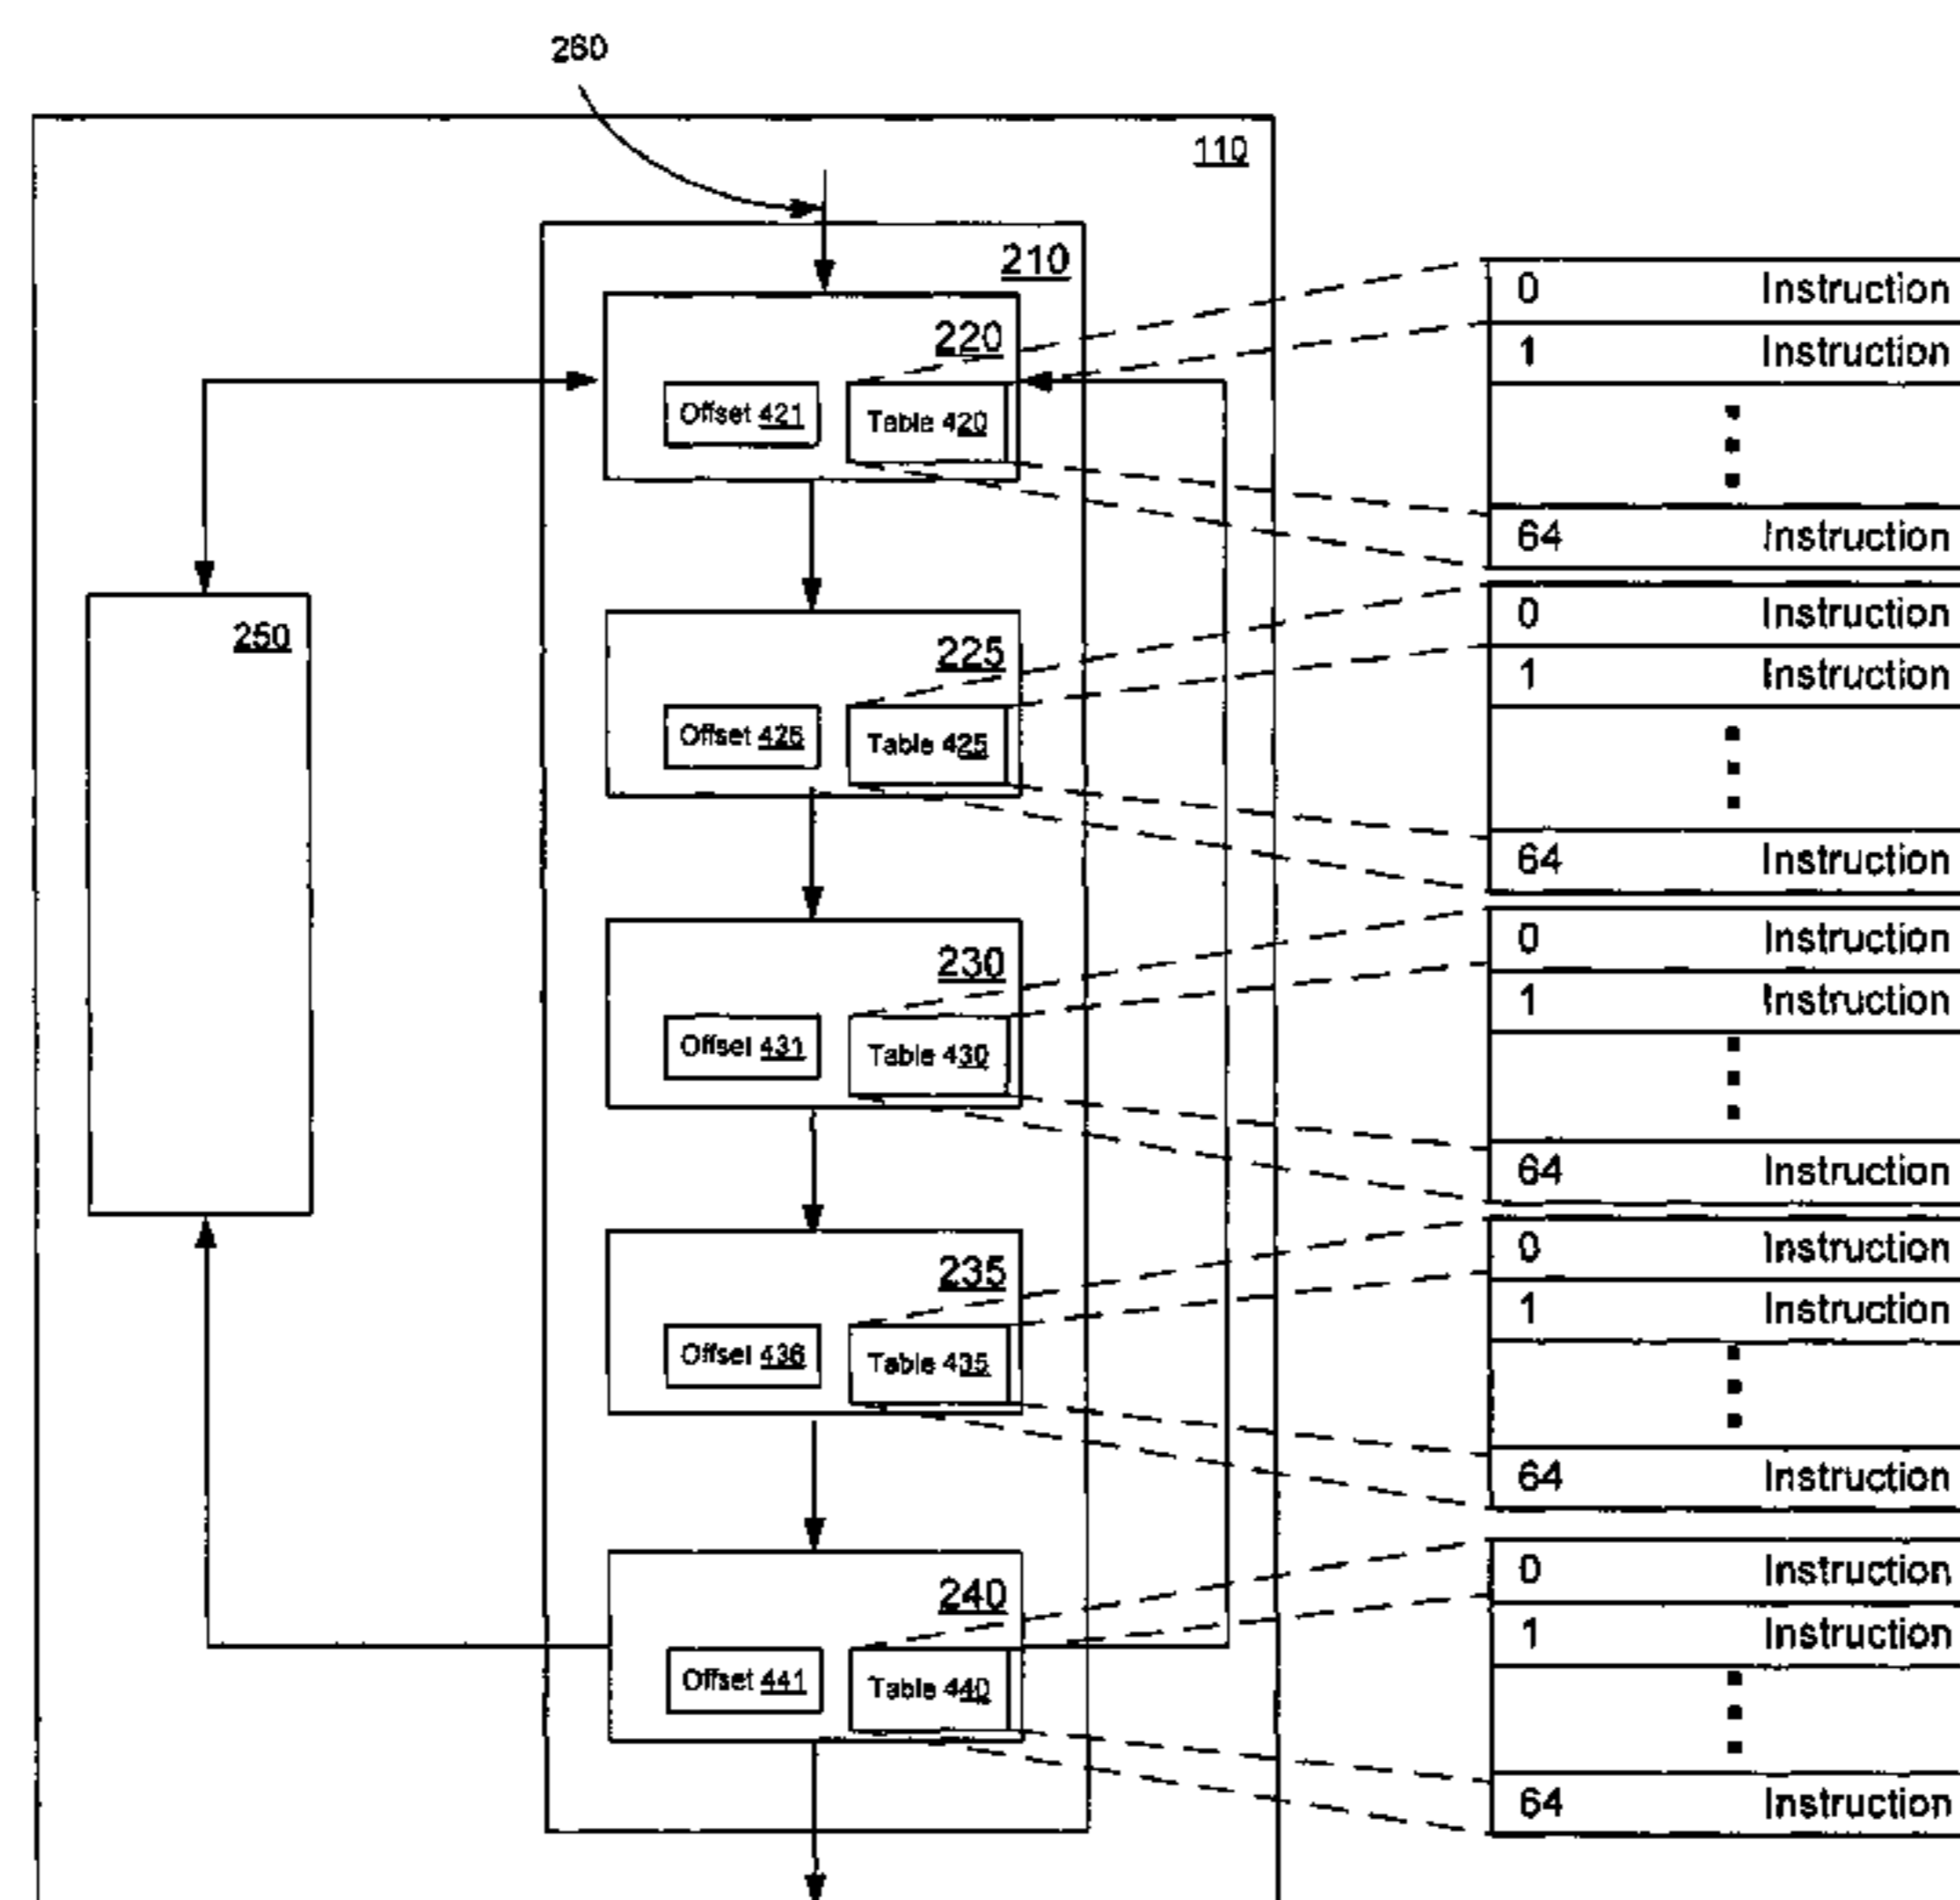 260
110
210
220
Offset 421
Table 420
0 Instruction
1 Instruction
64 Instruction
250
225
Offset 426
Table 425
0 Instruction
1 Instruction
64 Instruction
230
Offset 431
Table 430
0 Instruction
1 Instruction
64 Instruction
235
Offset 436
Table 435
0 Instruction
1 Instruction
64 Instruction
240
Offset 441
Table 440
0 Instruction
1 Instruction
64 Instruction